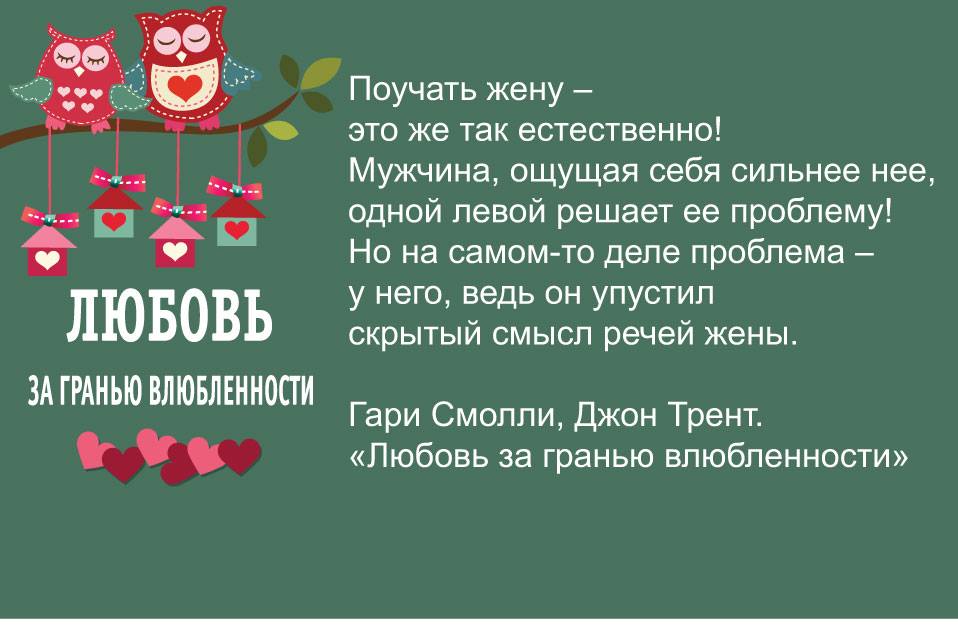 ЛЮБОВЬ
ЗА ГРАНЬЮ ВЛЮБЛЕННОСТИ
Поучать жену –
это же так естественно!
Мужчина, ощущая себя сильнее нее,
одной левой решает ее проблему!
Но на самом-то деле проблема –
у него, ведь он упустил
скрытый смысл речей жены.
Гари Смолли, Джон Трент.
«Любовь за гранью влюбленности»